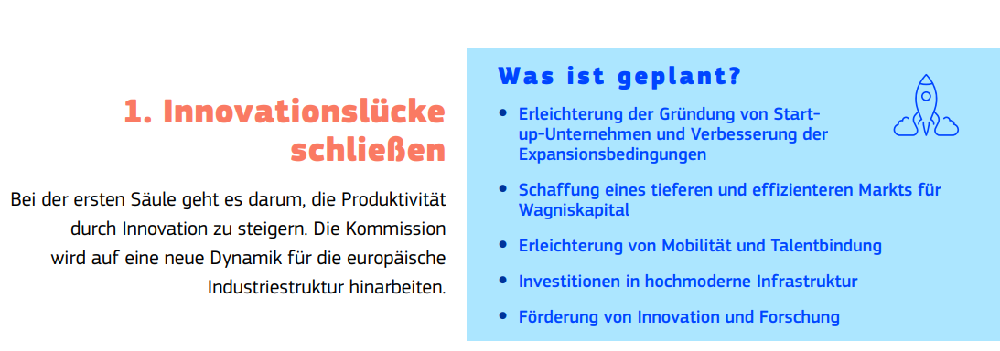 1. Innovationslücke
schließen
Bei der ersten Säule geht es darum, die Produktivität
durch Innovation zu steigern. Die Kommission
wird auf eine neue Dynamik für die europäische
Industriestruktur hinarbeiten.
Was ist geplant?
• Erleichterung der Gründung von Start-
up-Unternehmen und Verbesserung der
Expansionsbedingungen
• Schaffung eines tieferen und effizienteren Markts für
Wagniskapital
• Erleichterung von Mobilität und Talentbindung
• Investitionen in hochmoderne Infrastruktur
• Förderung von Innovation und Forschung